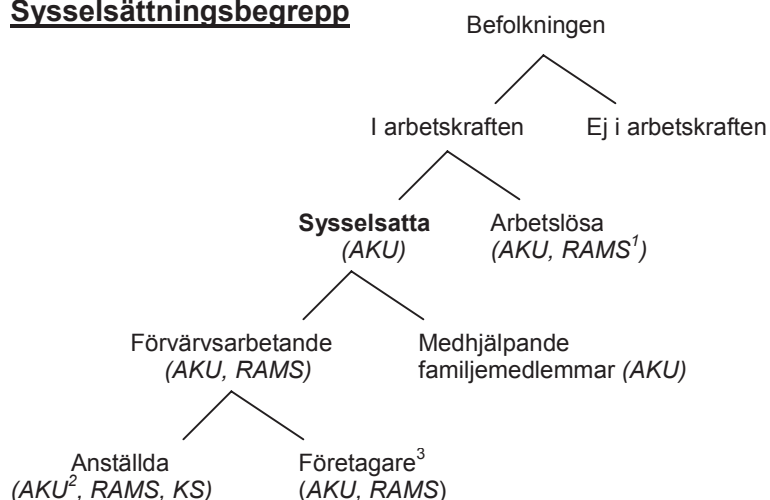 Sysselsättningsbegrepp
Befolkningen
I arbetskraften Ej i arbetskraften
Sysselsatta Arbetslösa
(AKU) (AKU, RAMS¹)
Förvärvsarbetande Medhjälpande
(AKU, RAMS) familjemedlemmar (AKU)
Anställda Företagare³
(AKU², RAMS, KS) (AKU, RAMS)